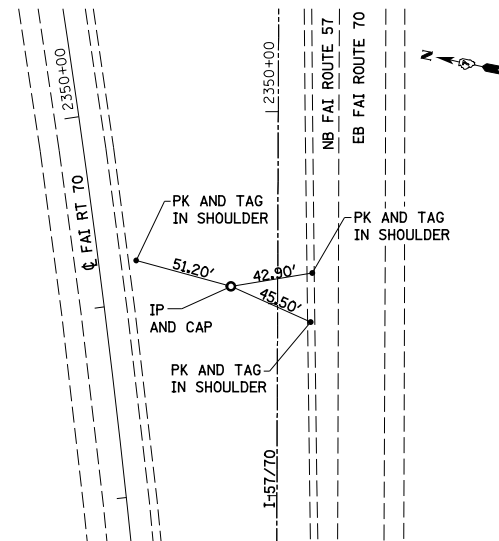 2350+00
2350+00
NB FAI ROUTE 57
EB FAI ROUTE 70
N
℄ FAI RT 70
PK AND TAG
IN SHOULDER
PK AND TAG
IN SHOULDER
51.20'
42.90'
45.50'
IP
AND CAP
PK AND TAG
IN SHOULDER
I-57/70